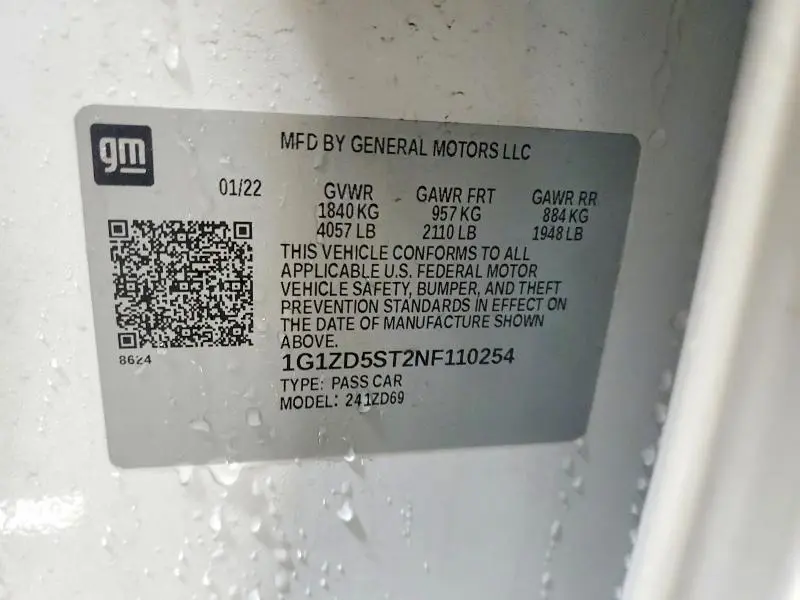 gm
MFD BY GENERAL MOTORS LLC
01/22
GVWR GAWR FRT GAWR RR
1840 KG 957 KG 884 KG
4057 LB 2110 LB 1948 LB
THIS VEHICLE CONFORMS TO ALL
APPLICABLE U.S. FEDERAL MOTOR
VEHICLE SAFETY, BUMPER, AND THEFT
PREVENTION STANDARDS IN EFFECT ON
THE DATE OF MANUFACTURE SHOWN
ABOVE.
8624
1G1ZD5ST2NF110254
TYPE: PASS CAR
MODEL: 241ZD69